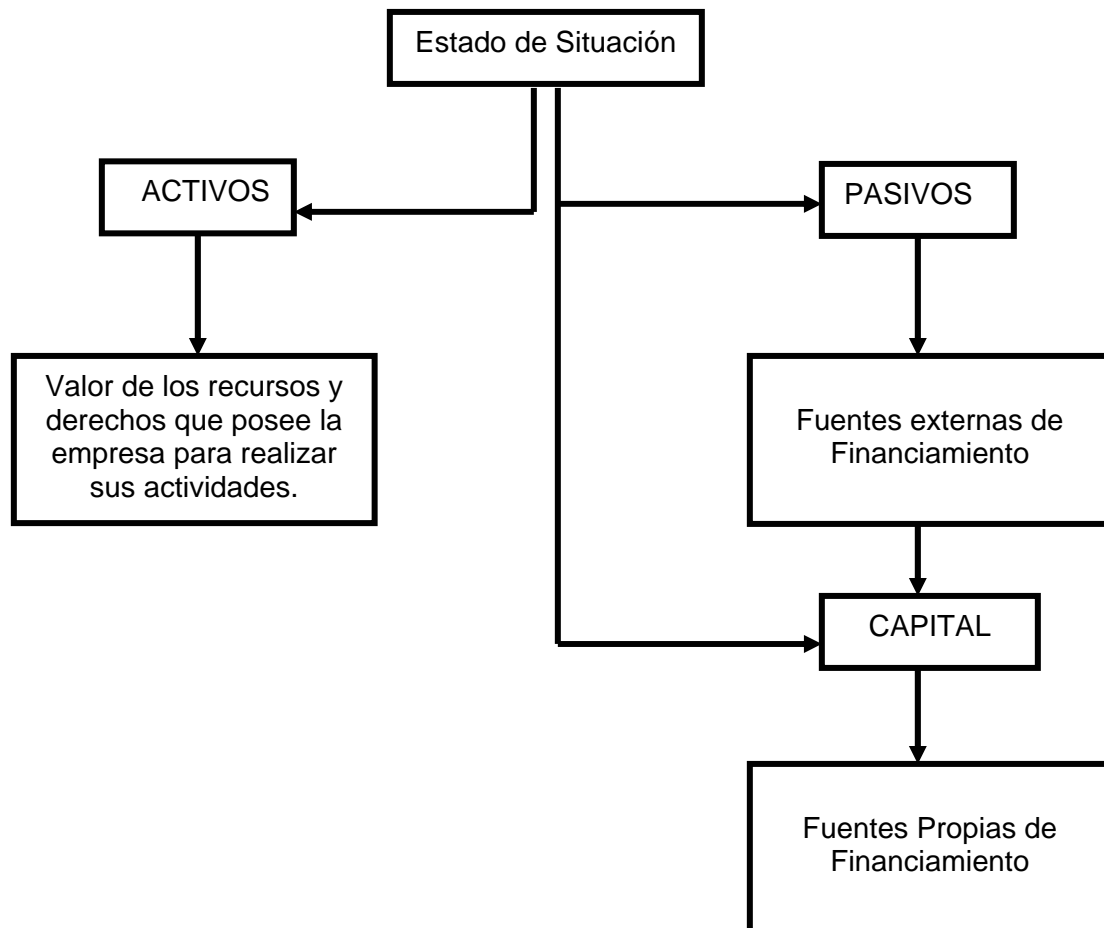 Estado de Situación
ACTIVOS
PASIVOS
Valor de los recursos y
derechos que posee la
empresa para realizar
sus actividades.
Fuentes externas de
Financiamiento
CAPITAL
Fuentes Propias de
Financiamiento